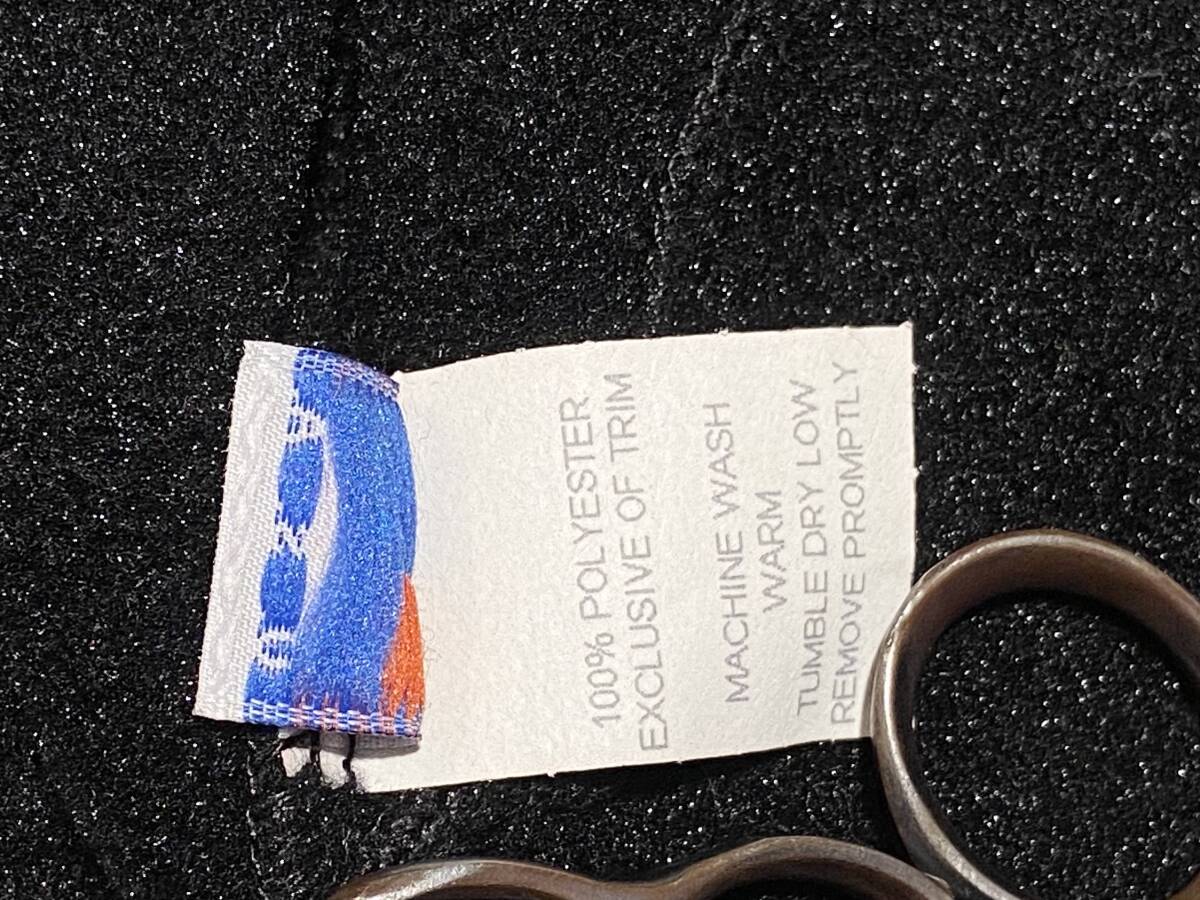 100% POLYESTER
EXCLUSIVE OF TRIM
MACHINE WASH
WARM
TUMBLE DRY LOW
REMOVE PROMPTLY